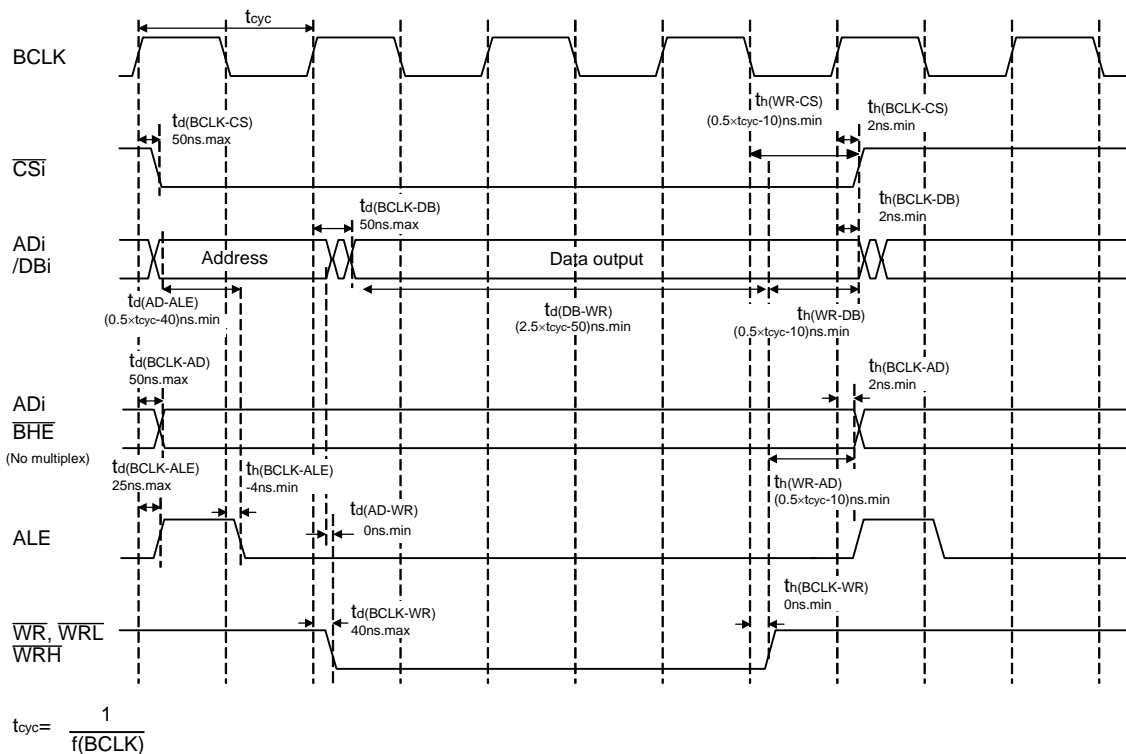 tcyc
BCLK
td(BCLK-CS)
50ns.max
th(WR-CS)
(0.5×tcyc-10)ns.min
th(BCLK-CS)
2ns.min
CSi
td(BCLK-DB)
50ns.max
th(BCLK-DB)
2ns.min
ADi
/DBi
Address
Data output
td(AD-ALE)
(0.5×tcyc-40)ns.min
td(DB-WR)
(2.5×tcyc-50)ns.min
th(WR-DB)
(0.5×tcyc-10)ns.min
td(BCLK-AD)
50ns.max
th(BCLK-AD)
2ns.min
ADi
BHE
(No multiplex)
td(BCLK-ALE)
25ns.max
th(BCLK-ALE)
-4ns.min
th(WR-AD)
(0.5×tcyc-10)ns.min
td(AD-WR)
0ns.min
ALE
td(BCLK-WR)
40ns.max
th(BCLK-WR)
0ns.min
WR, WRL
WRH
tcyc= 1
f(BCLK)